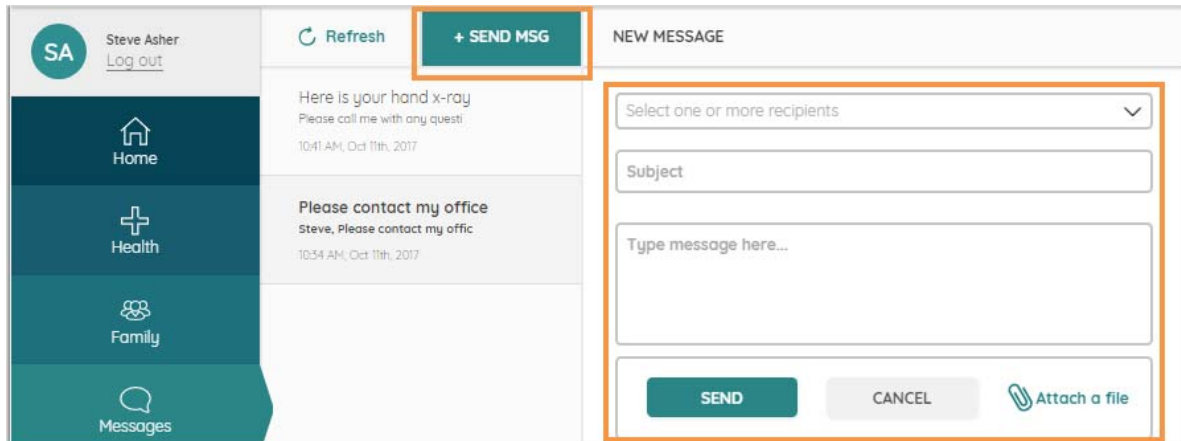 SA
Steve Asher
Log out
Home
Health
Family
Messages
Refresh
+ SEND MSG
Here is your hand x-ray
Please call me with any questi
10:41 AM, Oct 11th, 2017
Please contact my office
Steve, Please contact my offic
10:34 AM, Oct 11th, 2017
NEW MESSAGE
Select one or more recipients
Subject
Type message here...
SEND
CANCEL
Attach a file